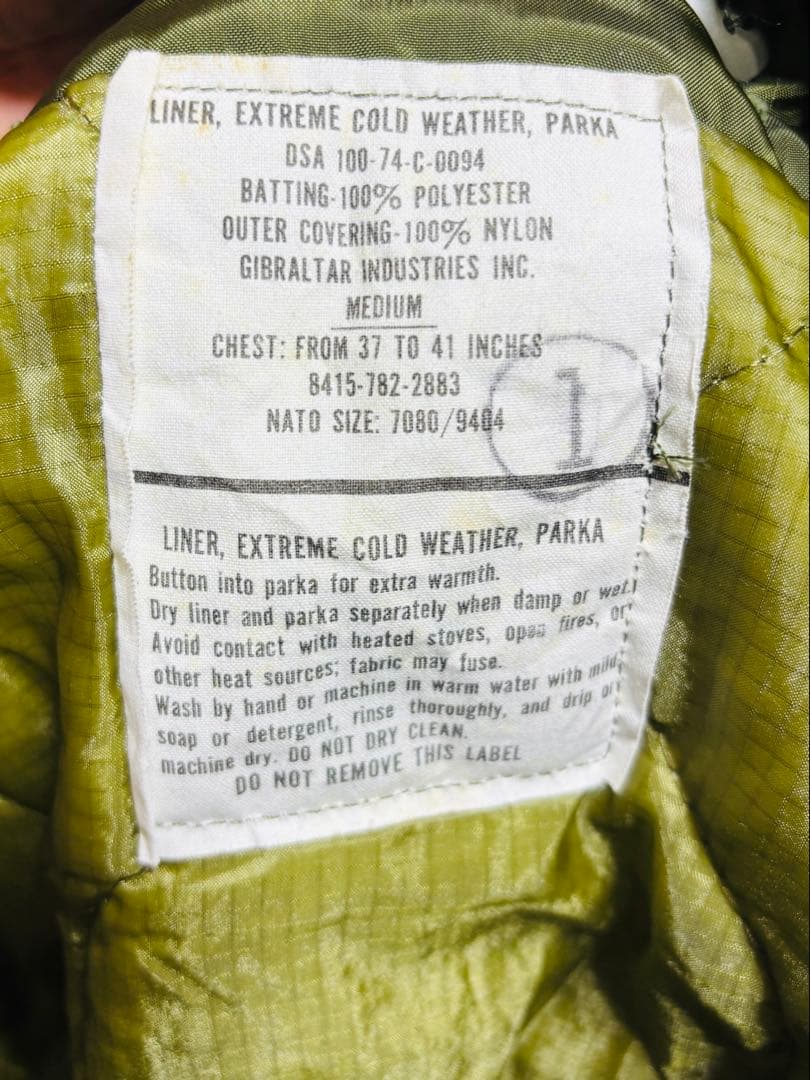 LINER, EXTREME COLD WEATHER, PARKA
DSA 100-74-C-0094
BATTING-100% POLYESTER
OUTER COVERING-100% NYLON
GIBRALTAR INDUSTRIES INC.
MEDIUM
CHEST: FROM 37 TO 41 INCHES
8415-782-2883
NATO SIZE: 7080/9404
1
LINER, EXTREME COLD WEATHER, PARKA
Button into parka for extra warmth.
Dry liner and parka separately when damp or wet.
Avoid contact with heated stoves, open fires, or
other heat sources; fabric may fuse.
Wash by hand or machine in warm water with mild
soap or detergent, rinse thoroughly, and drip or
machine dry. DO NOT DRY CLEAN.
DO NOT REMOVE THIS LABEL